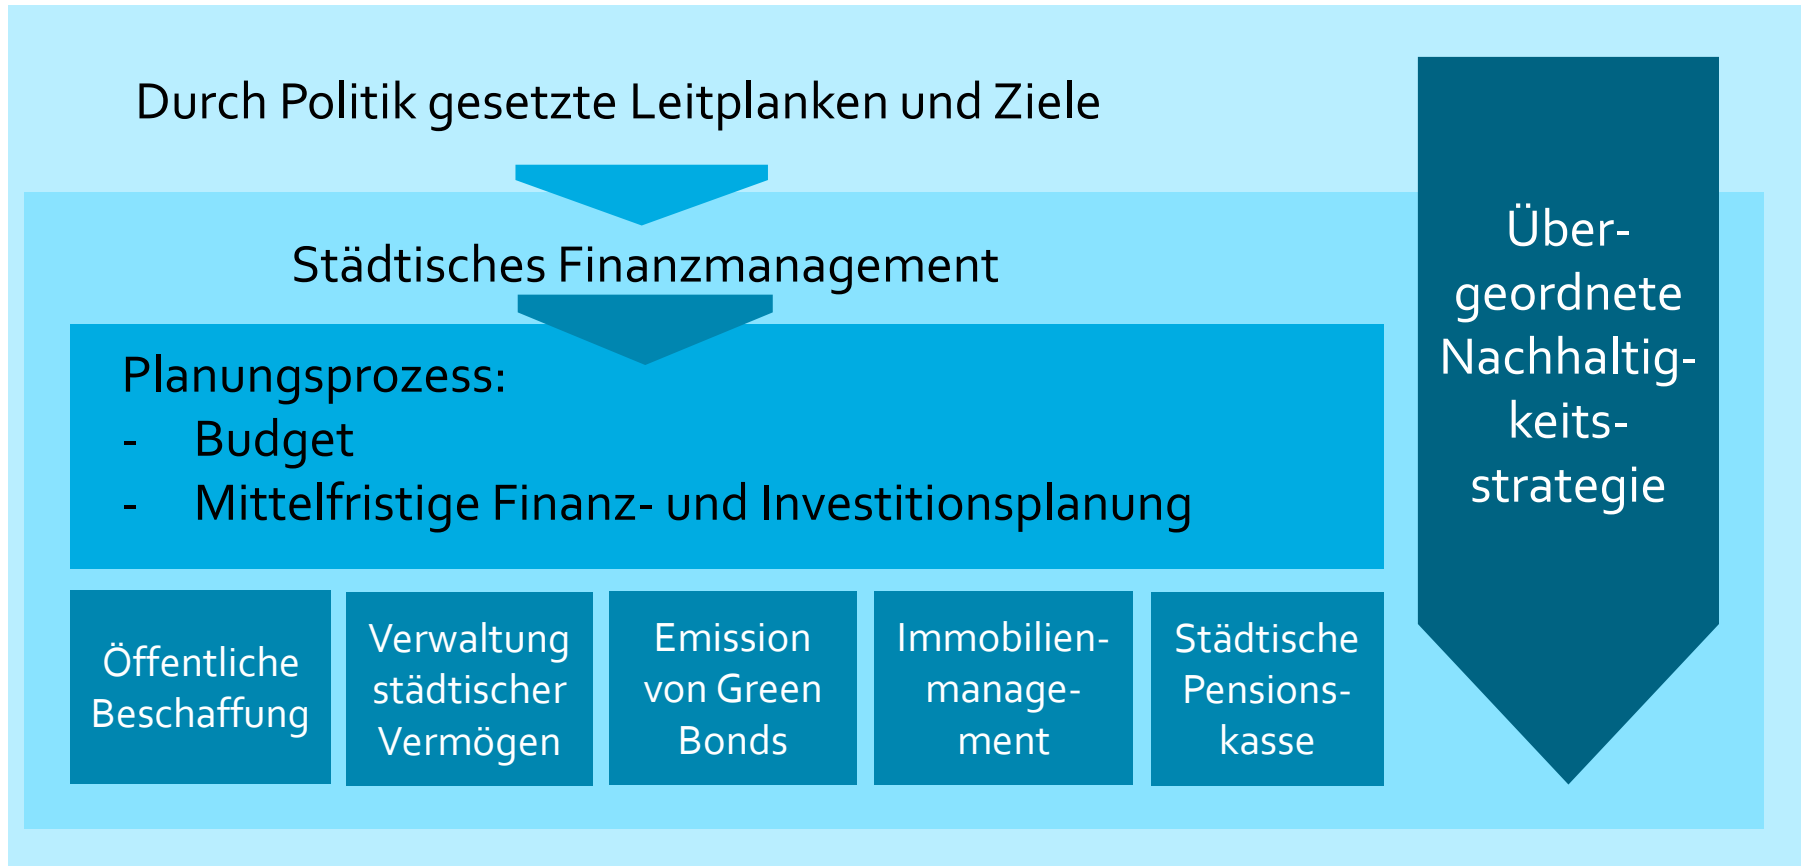 Durch Politik gesetzte Leitplanken und Ziele
Städtisches Finanzmanagement
Planungsprozess:
- Budget
- Mittelfristige Finanz- und Investitionsplanung
Öffentliche
Beschaffung
Verwaltung
städtischer
Vermögen
Emission
von Green
Bonds
Immobilien-
manage-
ment
Städtische
Pensions-
kasse
Über-
geordnete
Nachhaltig-
keits-
strategie